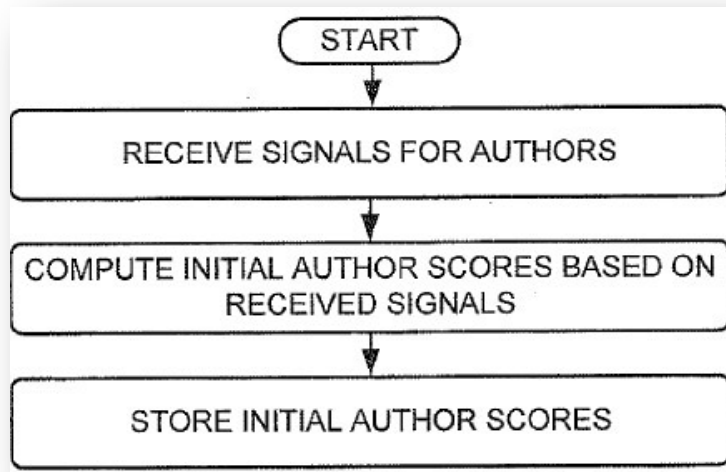 START
RECEIVE SIGNALS FOR AUTHORS
COMPUTE INITIAL AUTHOR SCORES BASED ON
RECEIVED SIGNALS
STORE INITIAL AUTHOR SCORES